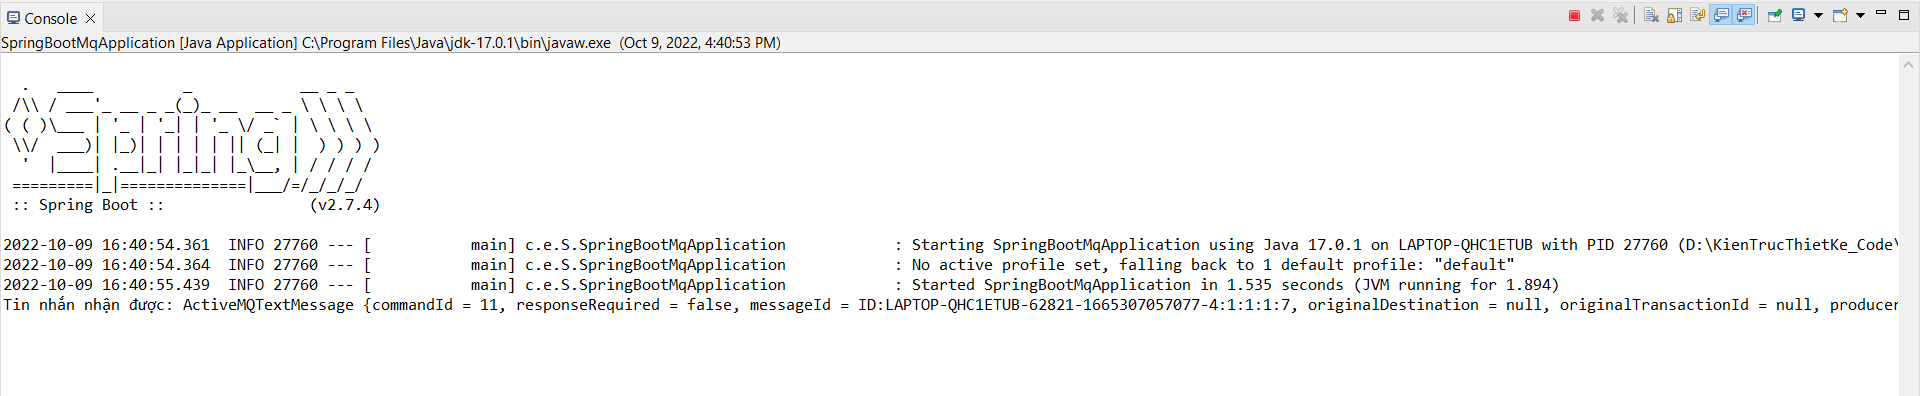 Console
SpringBootMqApplication [Java Application] C:\Program Files\Java\jdk-17.0.1\bin\javaw.exe  (Oct 9, 2022, 4:40:53 PM)
  .   ____          _            __ _ _
 /\\ / ___'_ __ _ _(_)_ __  __ _ \ \ \ \
( ( )\___ | '_ | '_| | '_ \/ _` | \ \ \ \
 \\/  ___)| |_)| | | | | || (_| |  ) ) ) )
  '  |____| .__|_| |_|_| |_\__, | / / / /
 =========|_|==============|___/=/_/_/_/
 :: Spring Boot ::                (v2.7.4)
2022-10-09 16:40:54.361  INFO 27760 --- [           main] c.e.S.SpringBootMqApplication            : Starting SpringBootMqApplication using Java 17.0.1 on LAPTOP-QHC1ETUB with PID 27760 (D:\KienTrucThietKe_Code\
2022-10-09 16:40:54.364  INFO 27760 --- [           main] c.e.S.SpringBootMqApplication            : No active profile set, falling back to 1 default profile: "default"
2022-10-09 16:40:55.439  INFO 27760 --- [           main] c.e.S.SpringBootMqApplication            : Started SpringBootMqApplication in 1.535 seconds (JVM running for 1.894)
Tin nhắn nhận được: ActiveMQTextMessage {commandId = 11, responseRequired = false, messageId = ID:LAPTOP-QHC1ETUB-62821-1665307057077-4:1:1:1:7, originalDestination = null, originalTransactionId = null, producer